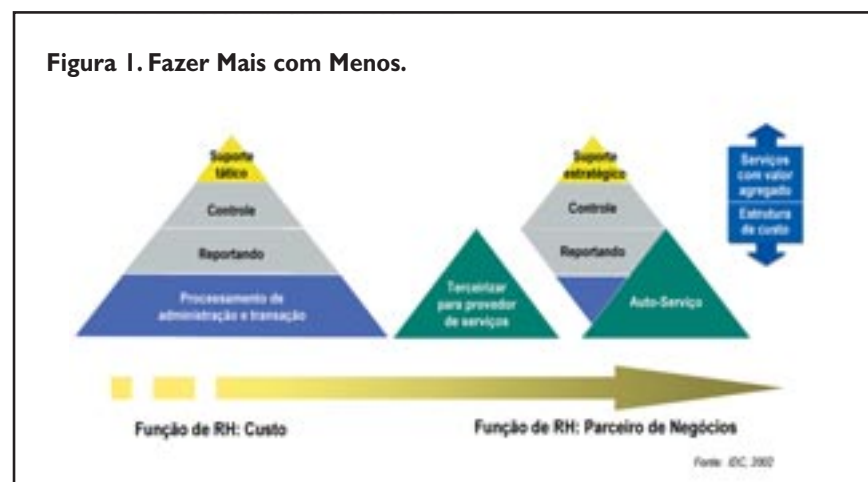 Figura 1. Fazer Mais com Menos.
Suporte
tático
Controle
Reportando
Processamento de
administração e transação
Terceirizar
para provedor
de serviços
Suporte
estratégico
Controle
Reportando
Auto-Serviço
Serviços
com valor
agregado
Estrutura
de custo
Função de RH: Custo
Função de RH: Parceiro de Negócios
Fonte: IDC, 2002